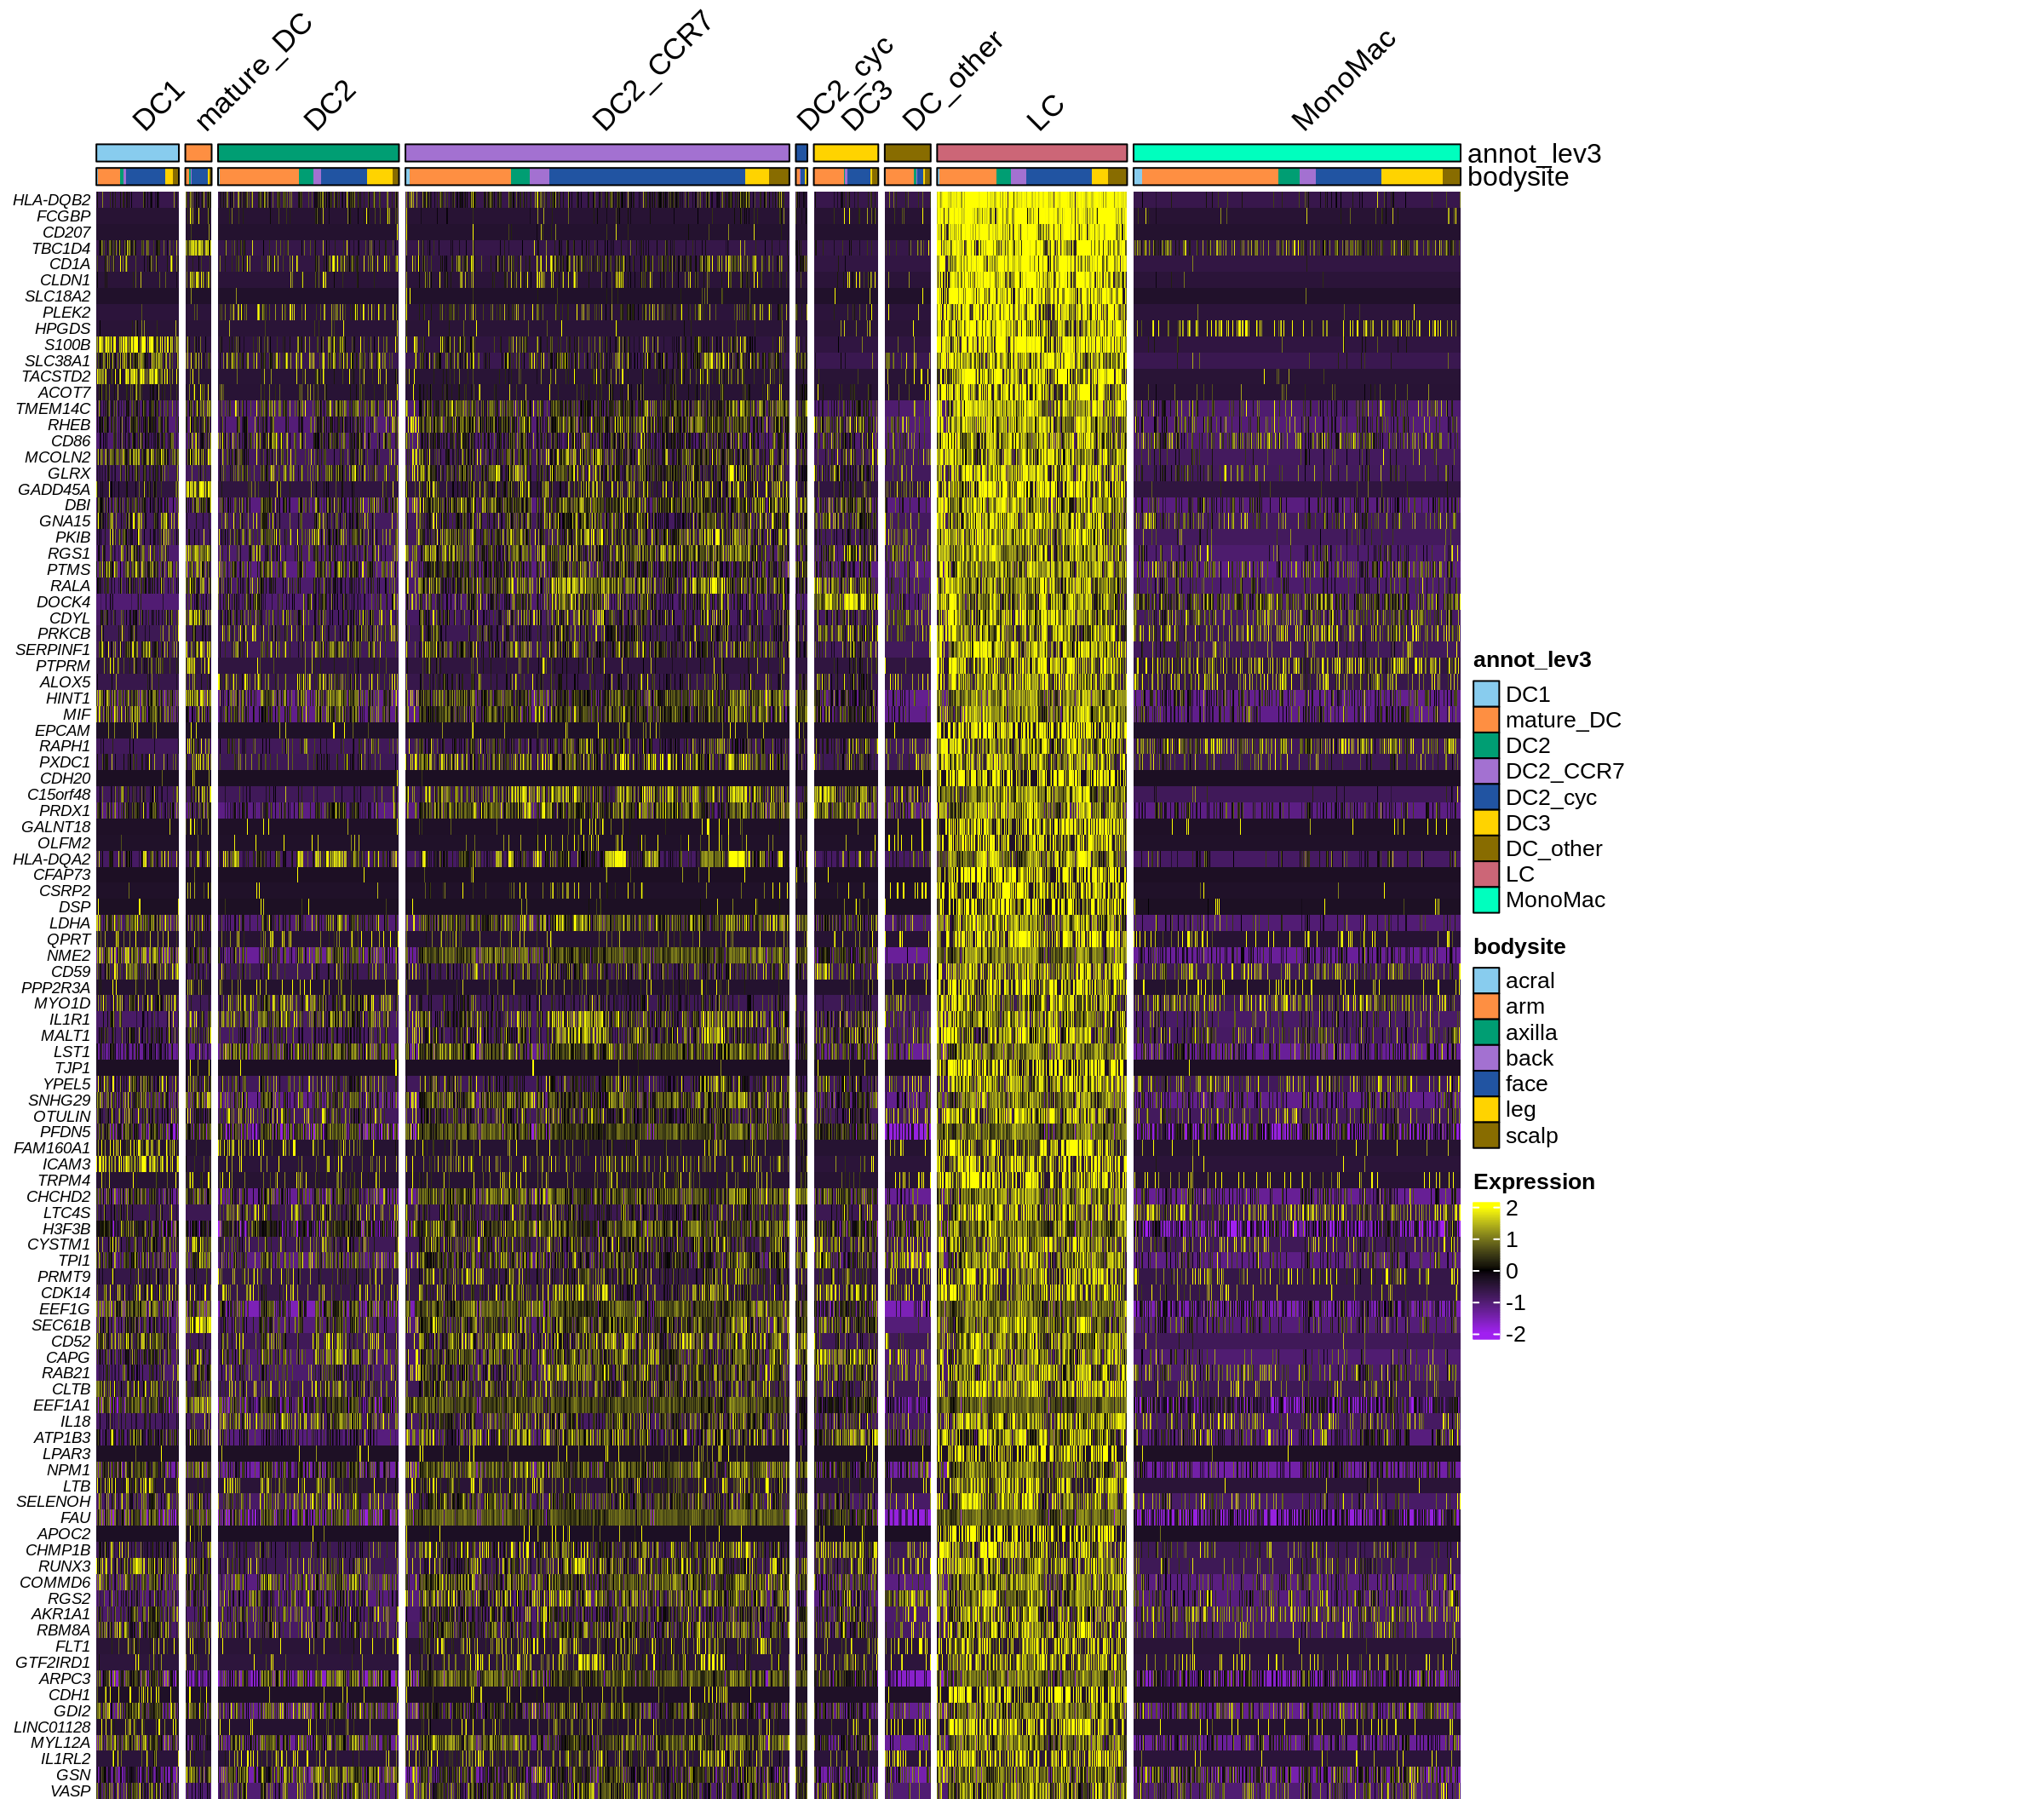 DC1
mature_DC
DC2
DC2_CCR7
DC2_cyc
DC3
DC_other
LC
MonoMac
annot_lev3
bodysite
HLA-DQB2
FCGBP
CD207
TBC1D4
CD1A
CLDN1
SLC18A2
PLEK2
HPGDS
S100B
SLC38A1
TACSTD2
ACOT7
TMEM14C
RHEB
CD86
MCOLN2
GLRX
GADD45A
DBI
GNA15
PKIB
RGS1
PTMS
RALA
DOCK4
CDYL
PRKCB
SERPINF1
PTPRM
ALOX5
HINT1
MIF
EPCAM
RAPH1
PXDC1
CDH20
C15orf48
PRDX1
GALNT18
OLFM2
HLA-DQA2
CFAP73
CSRP2
DSP
LDHA
QPRT
NME2
CD59
PPP2R3A
MYO1D
IL1R1
MALT1
LST1
TJP1
YPEL5
SNHG29
OTULIN
PFDN5
FAM160A1
ICAM3
TRPM4
CHCHD2
LTC4S
H3F3B
CYSTM1
TPI1
PRMT9
CDK14
EEF1G
SEC61B
CD52
CAPG
RAB21
CLTB
EEF1A1
IL18
ATP1B3
LPAR3
NPM1
LTB
SELENOH
FAU
APOC2
CHMP1B
RUNX3
COMMD6
RGS2
AKR1A1
RBM8A
FLT1
GTF2IRD1
ARPC3
CDH1
GDI2
LINC01128
MYL12A
IL1RL2
GSN
VASP
annot_lev3
DC1
mature_DC
DC2
DC2_CCR7
DC2_cyc
DC3
DC_other
LC
MonoMac
bodysite
acral
arm
axilla
back
face
leg
scalp
Expression
2
1
0
-1
-2